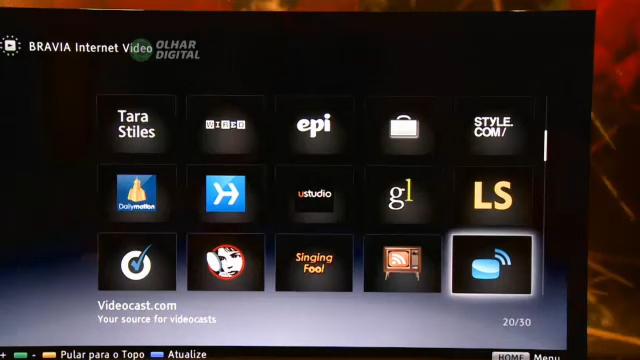 BRAVIA Internet Video
OLHAR
DIGITAL
Tara
Stiles
WIRED
epi
STYLE.
COM/
Dailymotion
ustudio
gl
LS
Singing
Fool
Videocast.com
Your source for videocasts
20/30
+ - Pular para o Topo Atualize
HOME Menu